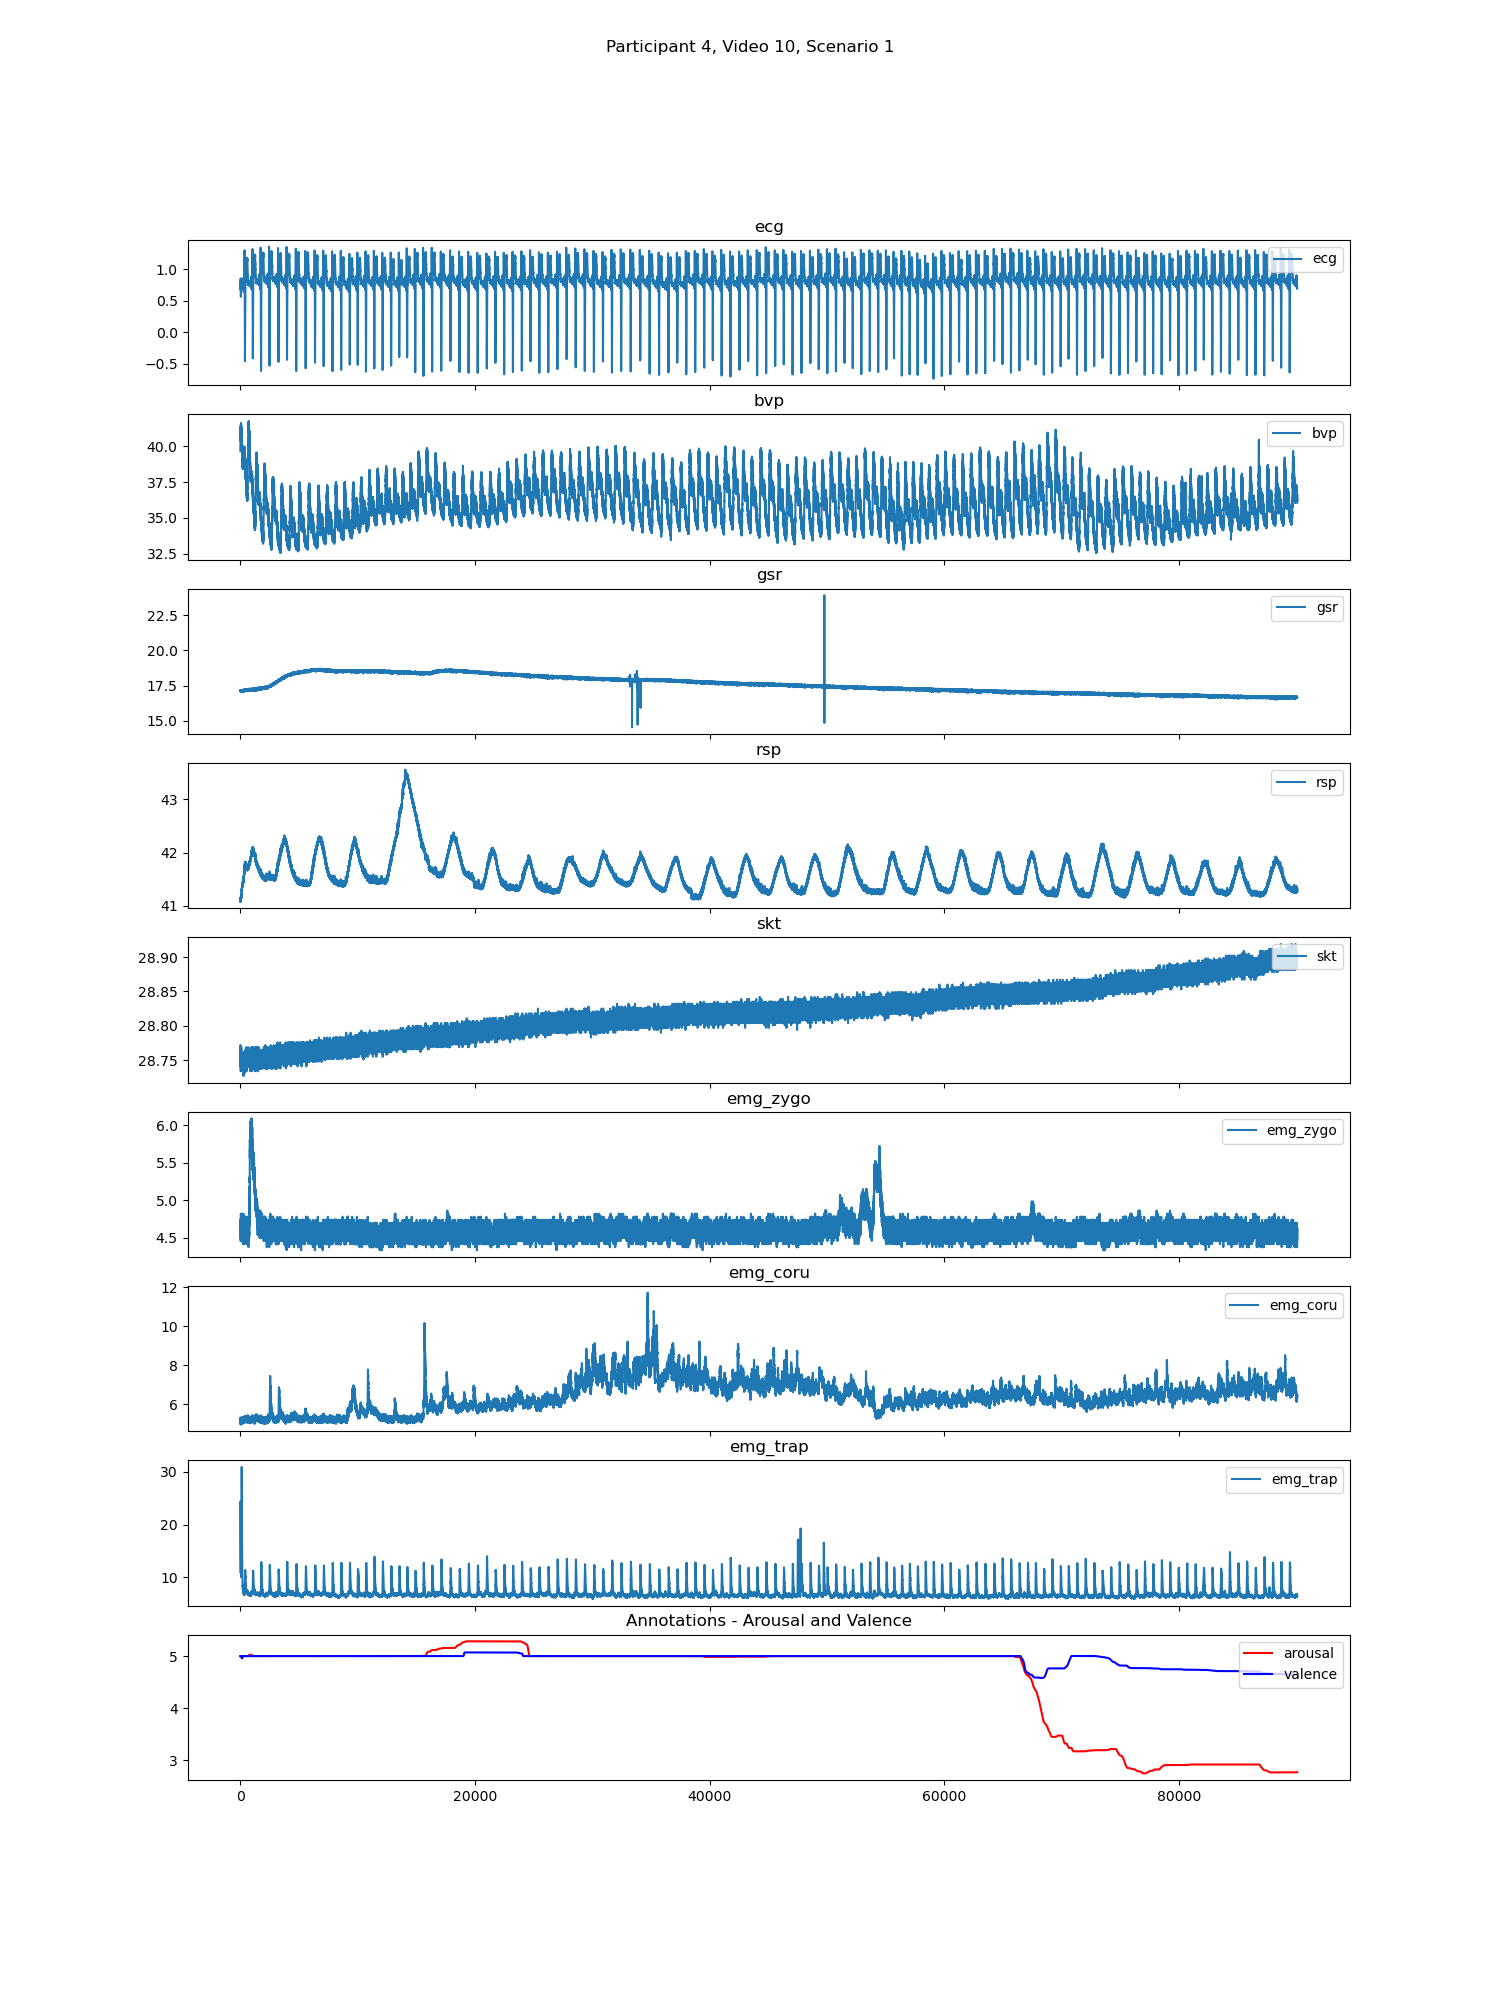 Participant 4, Video 10, Scenario 1
ecg
1.0
0.5
0.0
−0.5
ecg
bvp
40.0
37.5
35.0
32.5
bvp
gsr
22.5
20.0
17.5
15.0
gsr
rsp
43
42
41
rsp
skt
28.90
28.85
28.80
28.75
skt
emg_zygo
6.0
5.5
5.0
4.5
emg_zygo
emg_coru
12
10
8
6
emg_coru
emg_trap
30
20
10
emg_trap
Annotations - Arousal and Valence
5
4
3
arousal
valence
0 20000 40000 60000 80000